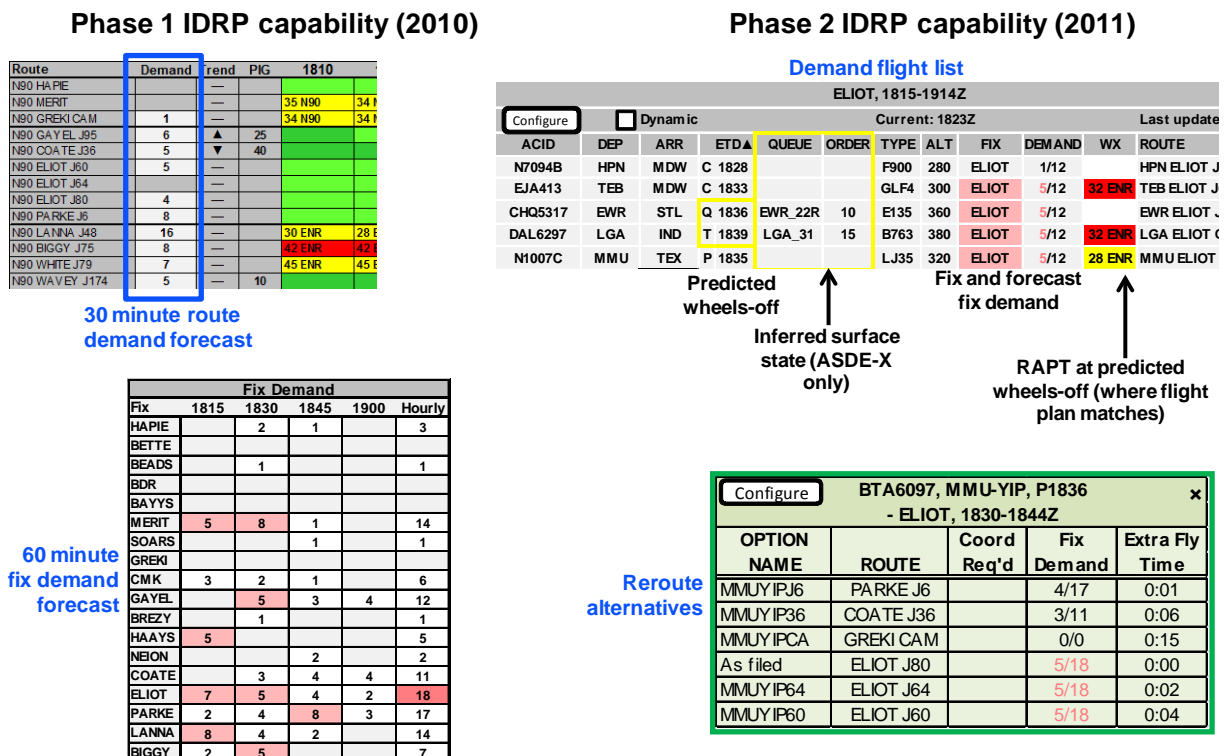 Phase 1 IDRP capability (2010)
Route Demand Trend PIG 1810
N90 HAPIE —
N90 MERIT — 35 N90 34 N
N90 GREKI CAM 1 — 34 N90 34 N
N90 GAYEL J95 6 ▲ 25
N90 COATE J36 5 ▼ 40
N90 ELIOT J60 5 —
N90 ELIOT J64 —
N90 ELIOT J80 4 —
N90 PARKE J6 8 —
N90 LANNA J48 16 — 30 ENR 28 E
N90 BIGGY J75 8 — 42 ENR 42 E
N90 WHITE J79 7 — 45 ENR 45 E
N90 WAVEY J174 5 — 10
30 minute route
demand forecast
60 minute
fix demand
forecast
Fix Demand
Fix 1815 1830 1845 1900 Hourly
HAPIE 2 1 3
BETTE
BEADS 1 1
BDR
BAYYS
MERIT 5 8 1 14
SOARS 1 1
GREKI
CMK 3 2 1 6
GAYEL 5 3 4 12
BREZY 1 1
HAAYS 5 5
NEION 2 2
COATE 3 4 4 11
ELIOT 7 5 4 2 18
PARKE 2 4 8 3 17
LANNA 8 4 2 14
BIGGY 2 5 7
Phase 2 IDRP capability (2011)
Demand flight list
ELIOT, 1815-1914Z
Configure Dynamic Current: 1823Z Last update
ACID DEP ARR ETD▲ QUEUE ORDER TYPE ALT FIX DEMAND WX ROUTE
N7094B HPN MDW C 1828 F900 280 ELIOT 1/12 HPN ELIOT J
EJA413 TEB MDW C 1833 GLF4 300 ELIOT 5/12 32 ENR TEB ELIOT J
CHQ5317 EWR STL Q 1836 EWR_22R 10 E135 360 ELIOT 5/12 EWR ELIOT J
DAL6297 LGA IND T 1839 LGA_31 15 B763 380 ELIOT 5/12 32 ENR LGA ELIOT
N1007C MMU TEX P 1835 LJ35 320 ELIOT 5/12 28 ENR MMU ELIOT
Predicted
wheels-off
Inferred surface
state (ASDE-X
only)
Fix and forecast
fix demand
RAPT at predicted
wheels-off (where flight
plan matches)
Reroute
alternatives
Configure BTA6097, MMU-YIP, P1836 ×
- ELIOT, 1830-1844Z
OPTION Coord Fix Extra Fly
NAME ROUTE Req'd Demand Time
MMUYIPJ6 PARKE J6 4/17 0:01
MMUYIP36 COATE J36 3/11 0:06
MMUYIPCA GREKI CAM 0/0 0:15
As filed ELIOT J80 5/18 0:00
MMUYIP64 ELIOT J64 5/18 0:02
MMUYIP60 ELIOT J60 5/18 0:04